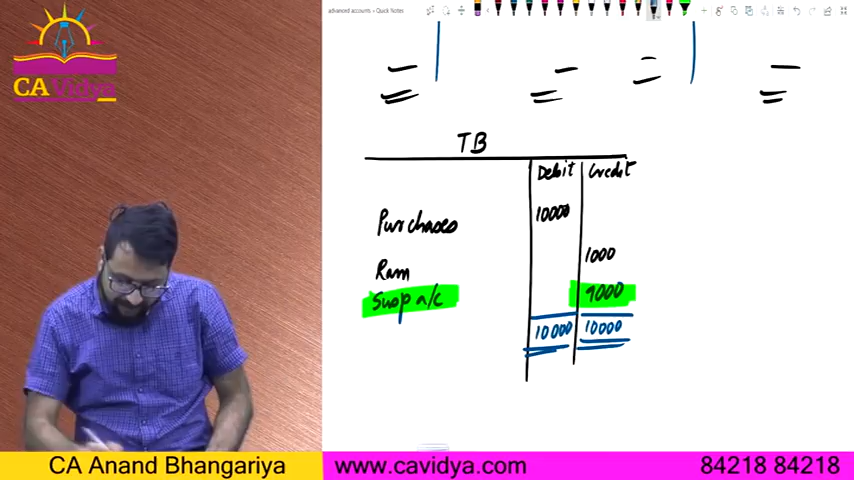 advanced accounts - Quick Notes
CA Vidya
TB
Debit Credit
Purchases 10000
Ram 1000
Susp a/c 9000
10000 10000
CA Anand Bhangariya
www.cavidya.com
84218 84218